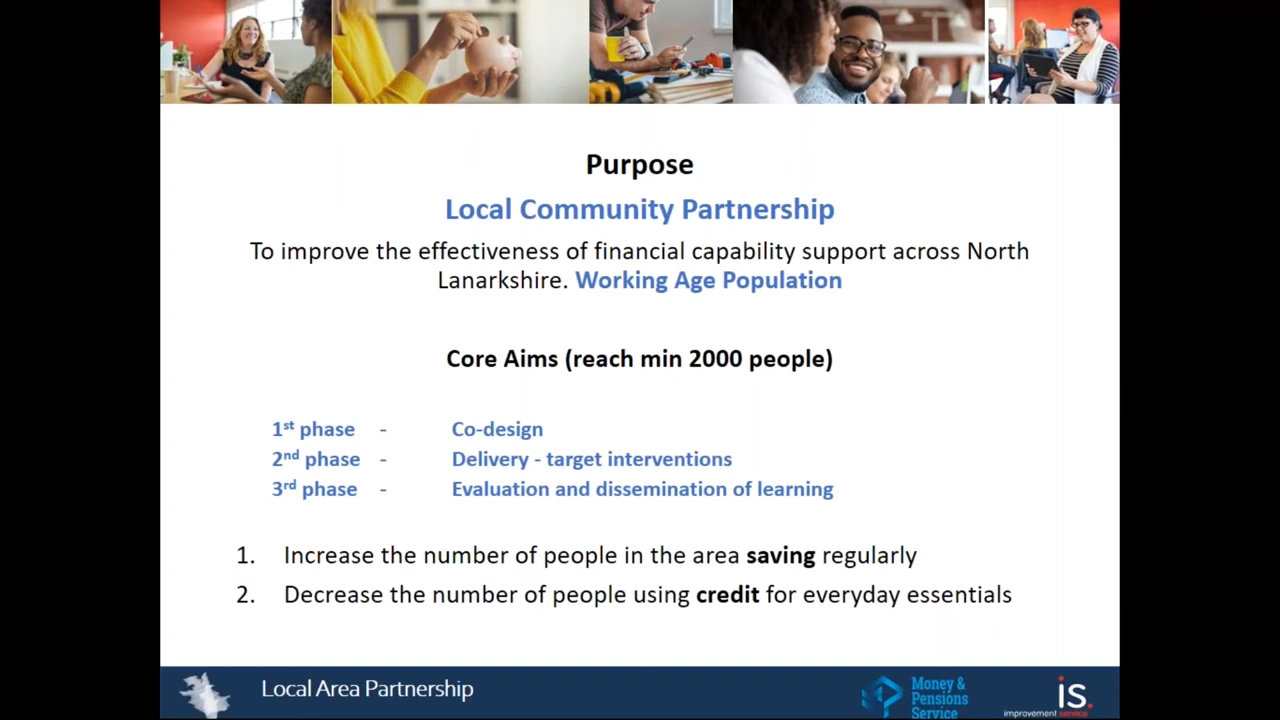 Purpose
Local Community Partnership
To improve the effectiveness of financial capability support across North
Lanarkshire. Working Age Population
Core Aims (reach min 2000 people)
1st phase - Co-design
2nd phase - Delivery - target interventions
3rd phase - Evaluation and dissemination of learning
1. Increase the number of people in the area saving regularly
2. Decrease the number of people using credit for everyday essentials
Local Area Partnership
Money &
Pensions
Service
is.
improvement service